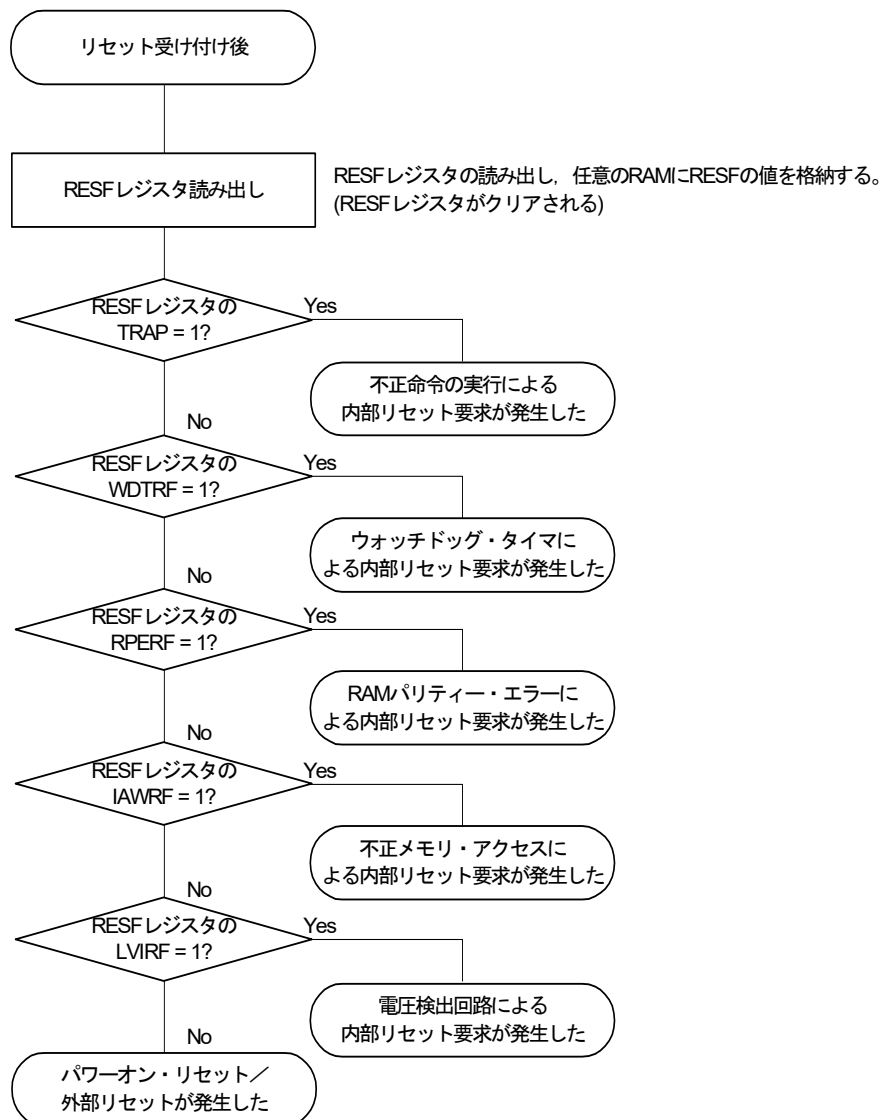 リセット受け付け後
RESFレジスタ読み出し
RESFレジスタの読み出し，任意のRAMにRESFの値を格納する。
(RESFレジスタがクリアされる)
RESFレジスタの
TRAP = 1?
Yes
不正命令の実行による
内部リセット要求が発生した
No
RESFレジスタの
WDTRF = 1?
Yes
ウォッチドッグ・タイマに
よる内部リセット要求が発生した
No
RESFレジスタの
RPERF = 1?
Yes
RAMパリティー・エラーに
よる内部リセット要求が発生した
No
RESFレジスタの
IAWRF = 1?
Yes
不正メモリ・アクセスに
よる内部リセット要求が発生した
No
RESFレジスタの
LVIRF = 1?
Yes
電圧検出回路による
内部リセット要求が発生した
No
パワーオン・リセット／
外部リセットが発生した